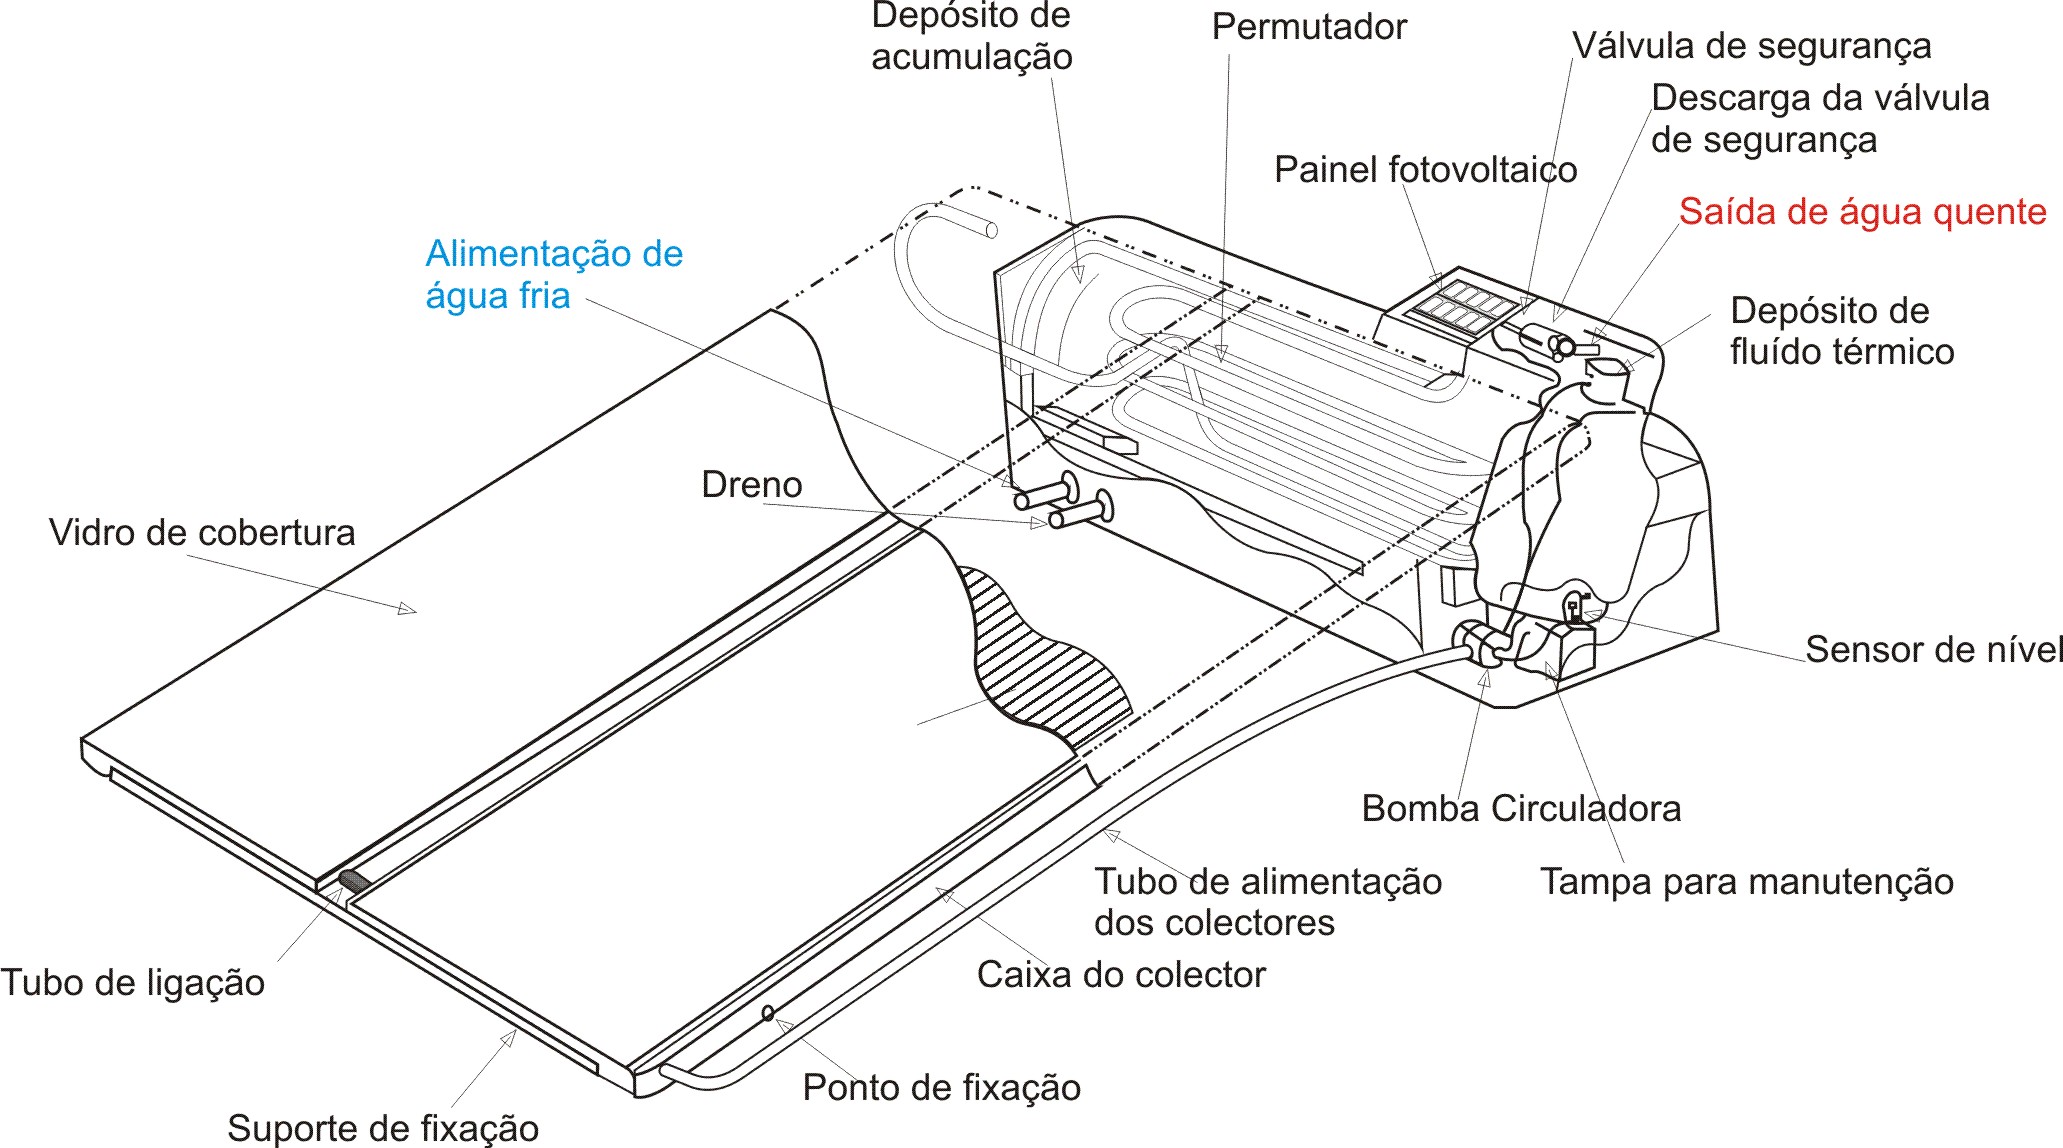 Depósito de
acumulação
Permutador
Válvula de segurança
Descarga da válvula
de segurança
Painel fotovoltaico
Saída de água quente
Alimentação de
água fria
Depósito de
fluído térmico
Dreno
Vidro de cobertura
Sensor de nível
Bomba Circuladora
Tubo de alimentação
dos colectores
Tampa para manutenção
Caixa do colector
Tubo de ligação
Ponto de fixação
Suporte de fixação